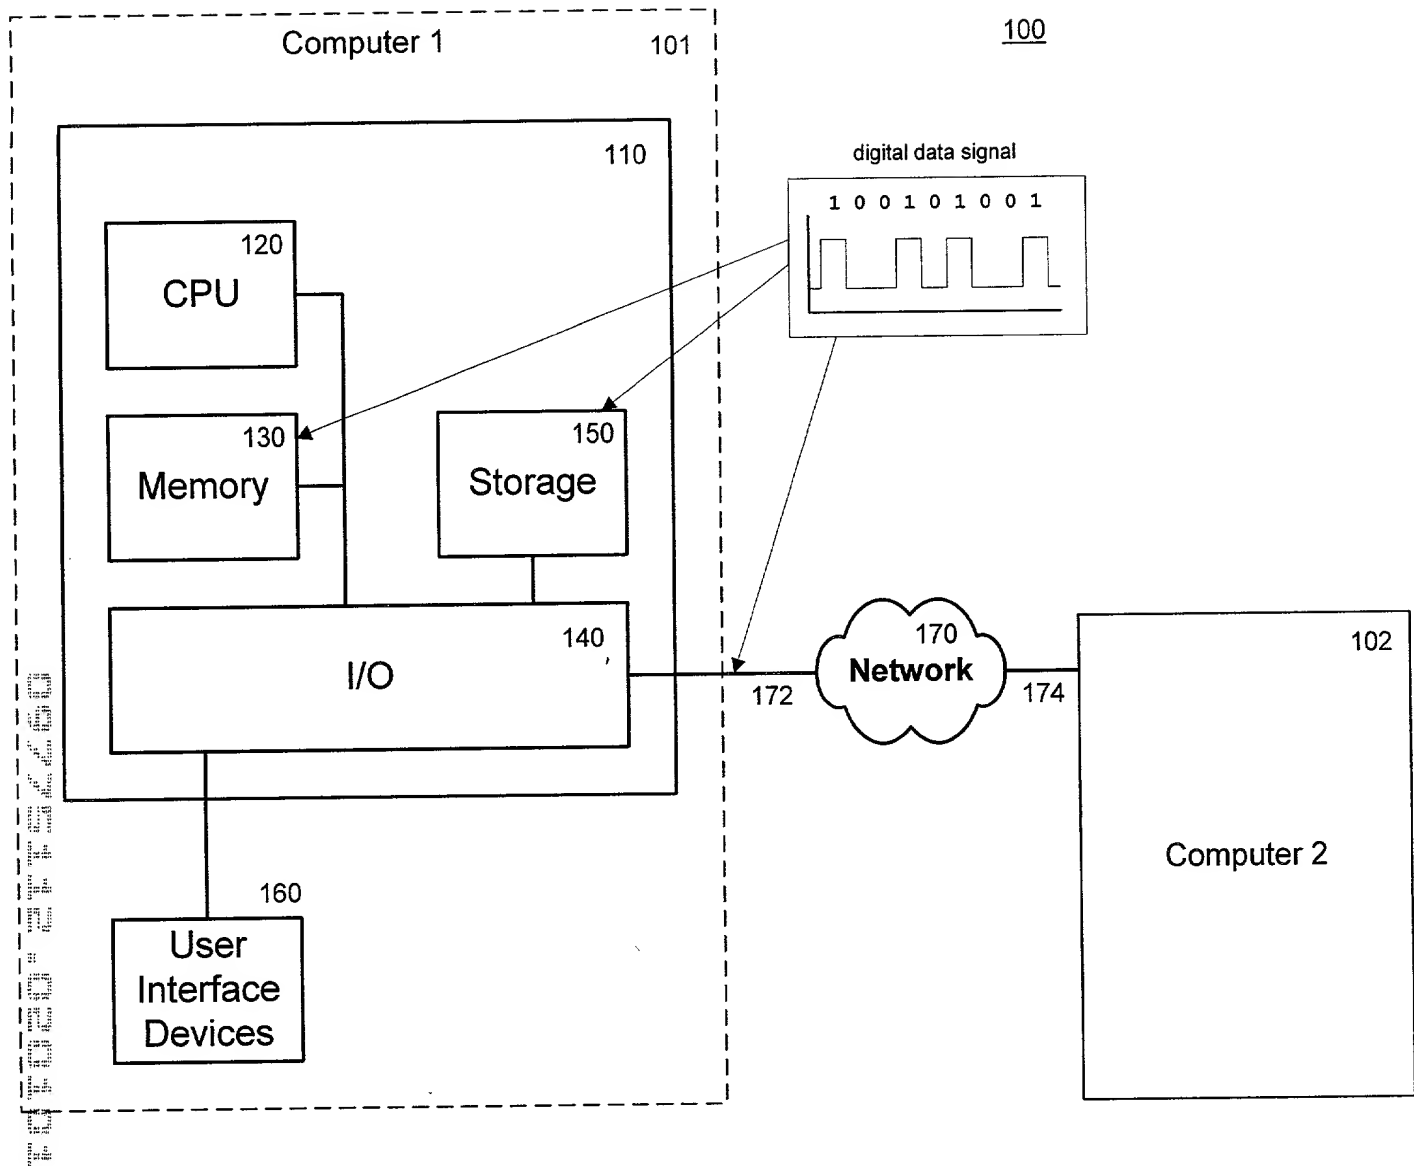 Computer 1
101
100
110
digital data signal
1 0 0 1 0 1 0 0 1
120
CPU
130
Memory
150
Storage
140
I/O
170
Network
172
174
102
Computer 2
160
User
Interface
Devices